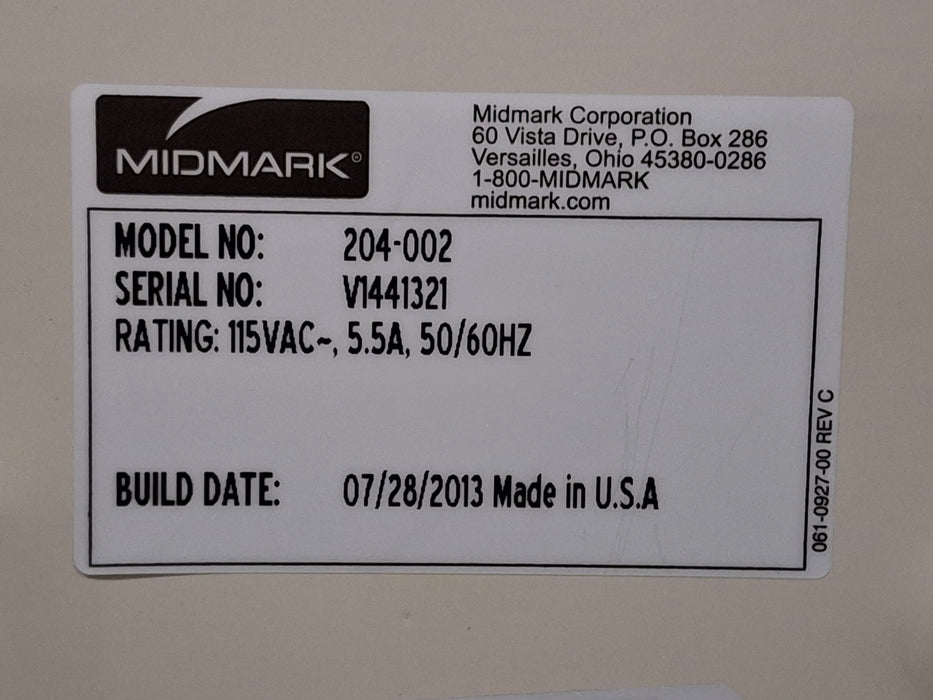 MIDMARK®
Midmark Corporation
60 Vista Drive, P.O. Box 286
Versailles, Ohio 45380-0286
1-800-MIDMARK
midmark.com
MODEL NO: 204-002
SERIAL NO: V1441321
RATING: 115VAC~, 5.5A, 50/60HZ
BUILD DATE: 07/28/2013 Made in U.S.A
061-0927-00 REV C